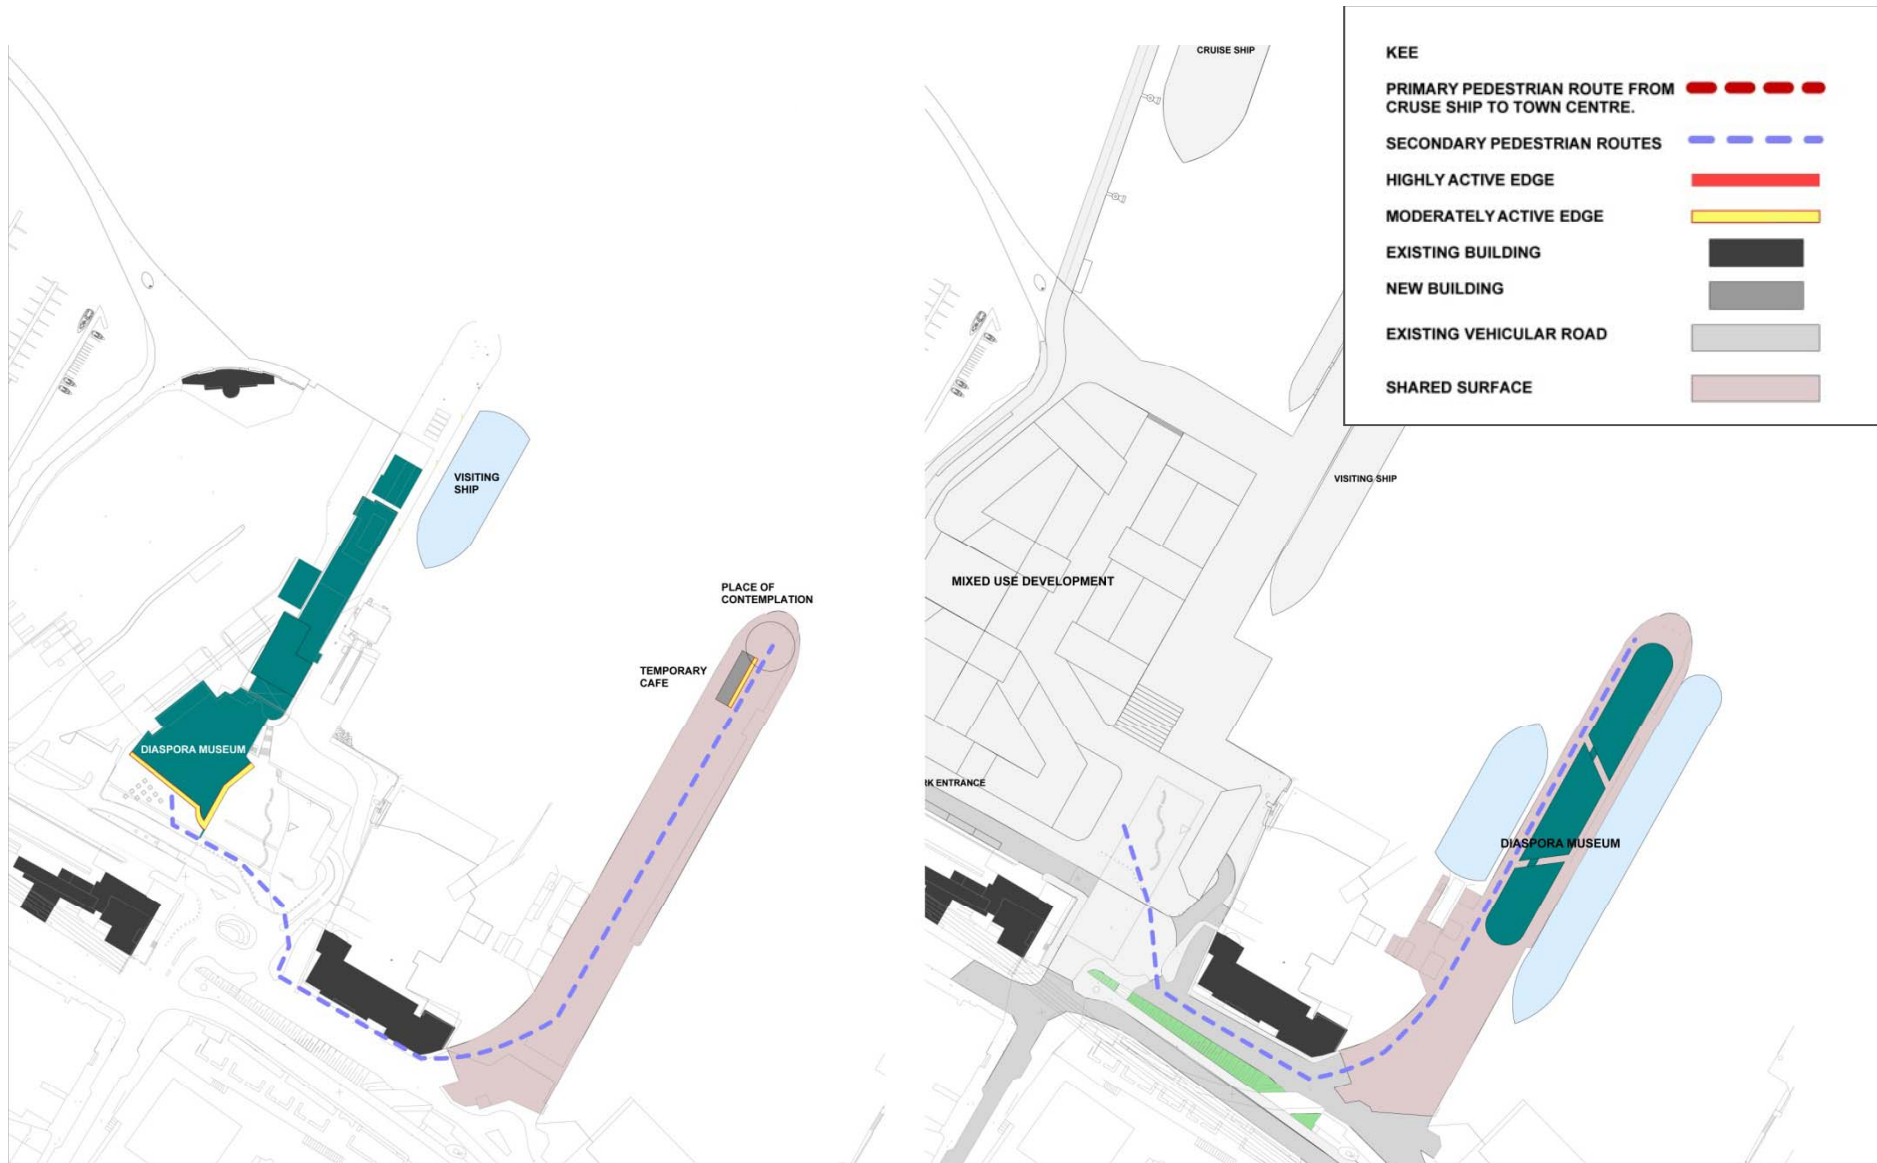 VISITING
SHIP
PLACE OF
CONTEMPLATION
TEMPORARY
CAFE
DIASPORA MUSEUM
CRUISE SHIP
VISITING SHIP
MIXED USE DEVELOPMENT
RK ENTRANCE
DIASPORA MUSEUM
KEE
PRIMARY PEDESTRIAN ROUTE FROM
CRUSE SHIP TO TOWN CENTRE.
SECONDARY PEDESTRIAN ROUTES
HIGHLY ACTIVE EDGE
MODERATELY ACTIVE EDGE
EXISTING BUILDING
NEW BUILDING
EXISTING VEHICULAR ROAD
SHARED SURFACE